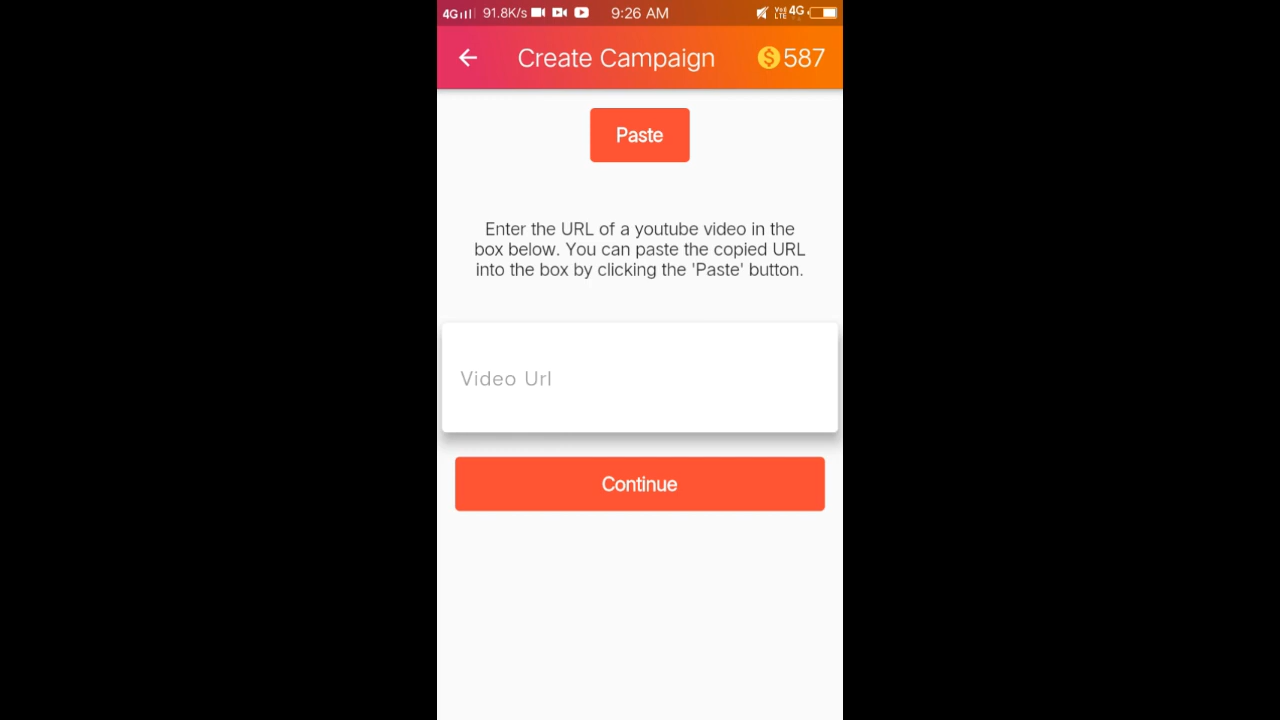 4G 91.8K/s 9:26 AM VoD LTE 4G
Create Campaign $ 587
Paste
Enter the URL of a youtube video in the
box below. You can paste the copied URL
into the box by clicking the 'Paste' button.
Video Url
Continue